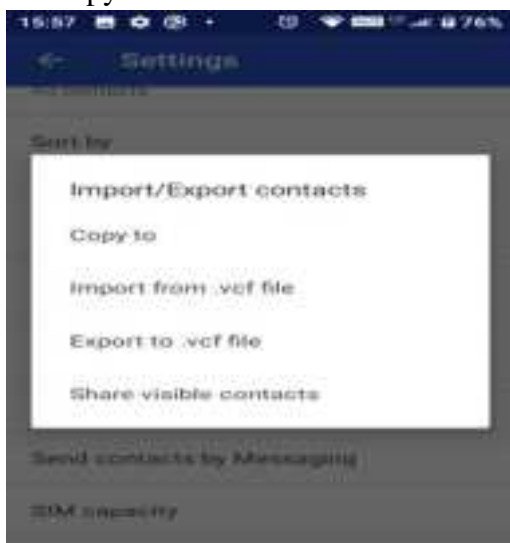 15:57 76%
Settings
Sort by
Import/Export contacts
Copy to
Import from .vcf file
Export to .vcf file
Share visible contacts
Send contacts by Messaging
SIM capacity